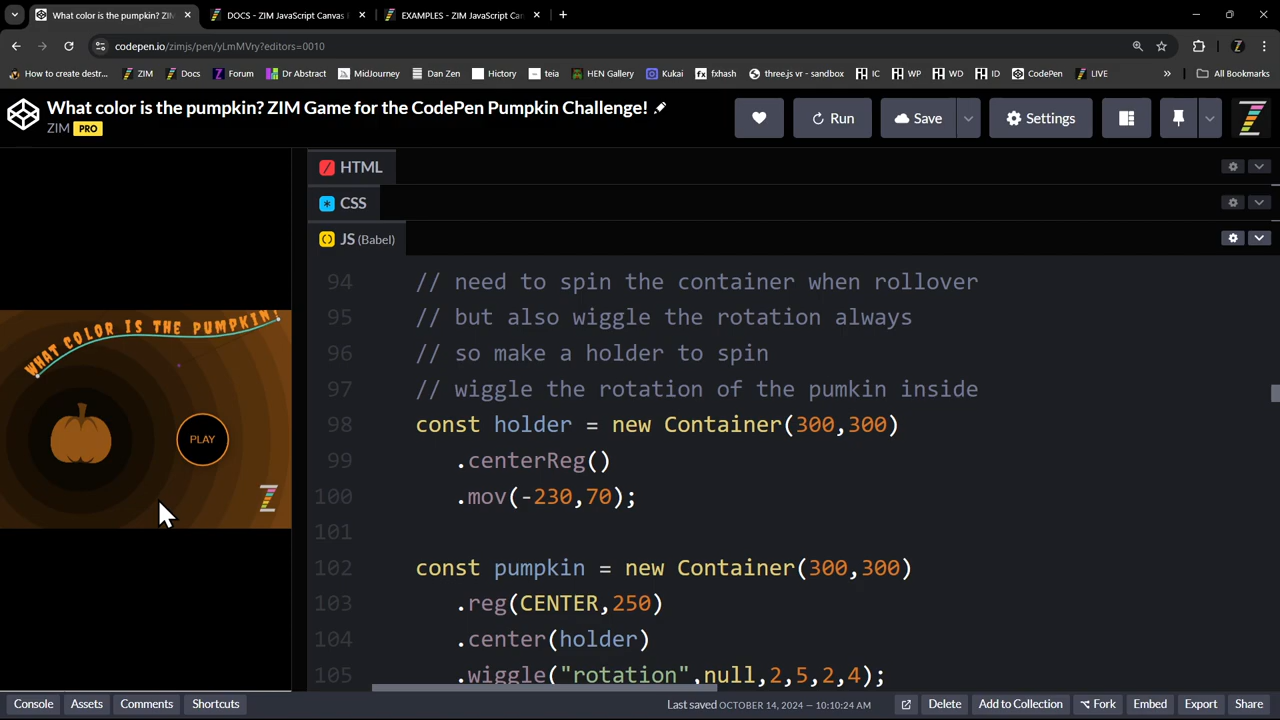 What color is the pumpkin? ZIM
DOCS - ZIM JavaScript Canvas
EXAMPLES - ZIM JavaScript Can
codepen.io/zimjs/pen/yLmMVry?editors=0010
How to create destr...
ZIM
Docs
Forum
Dr Abstract
MidJourney
Dan Zen
Hictory
teia
HEN Gallery
Kukai
fxhash
three.js vr - sandbox
IC
WP
WD
ID
CodePen
LIVE
»
All Bookmarks
What color is the pumpkin? ZIM Game for the CodePen Pumpkin Challenge!
ZIM PRO
Run
Save
Settings
HTML
CSS
JS (Babel)
WHAT COLOR IS THE PUMPKIN?
PLAY
94 // need to spin the container when rollover
95 // but also wiggle the rotation always
96 // so make a holder to spin
97 // wiggle the rotation of the pumkin inside
98 const holder = new Container(300,300)
99 .centerReg()
100 .mov(-230,70);
101
102 const pumpkin = new Container(300,300)
103 .reg(CENTER,250)
104 .center(holder)
105 .wiggle("rotation",null,2,5,2,4);
Console
Assets
Comments
Shortcuts
Last saved OCTOBER 14, 2024 — 10:10:24 AM
Delete
Add to Collection
Fork
Embed
Export
Share